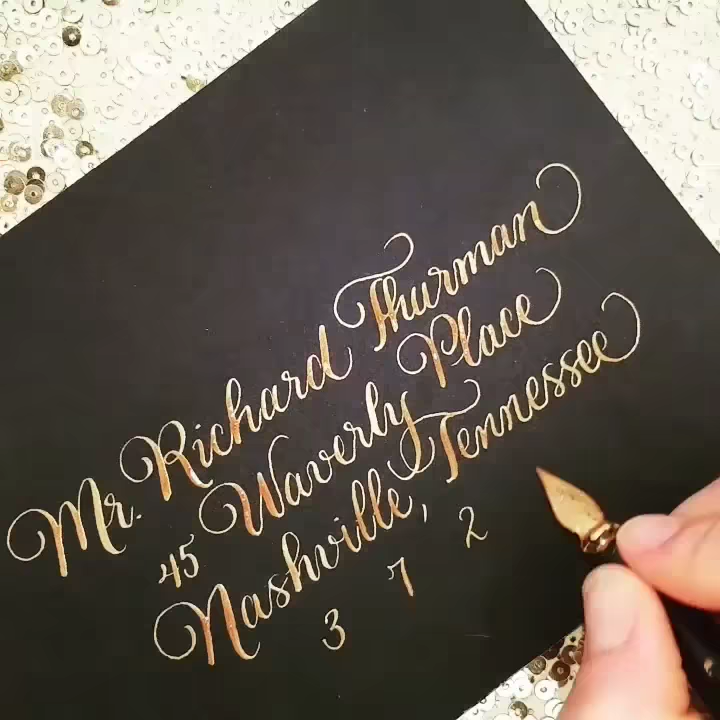 Mr. Richard Thurman
45 Waverly Place
Nashville, Tennessee
3 7 2